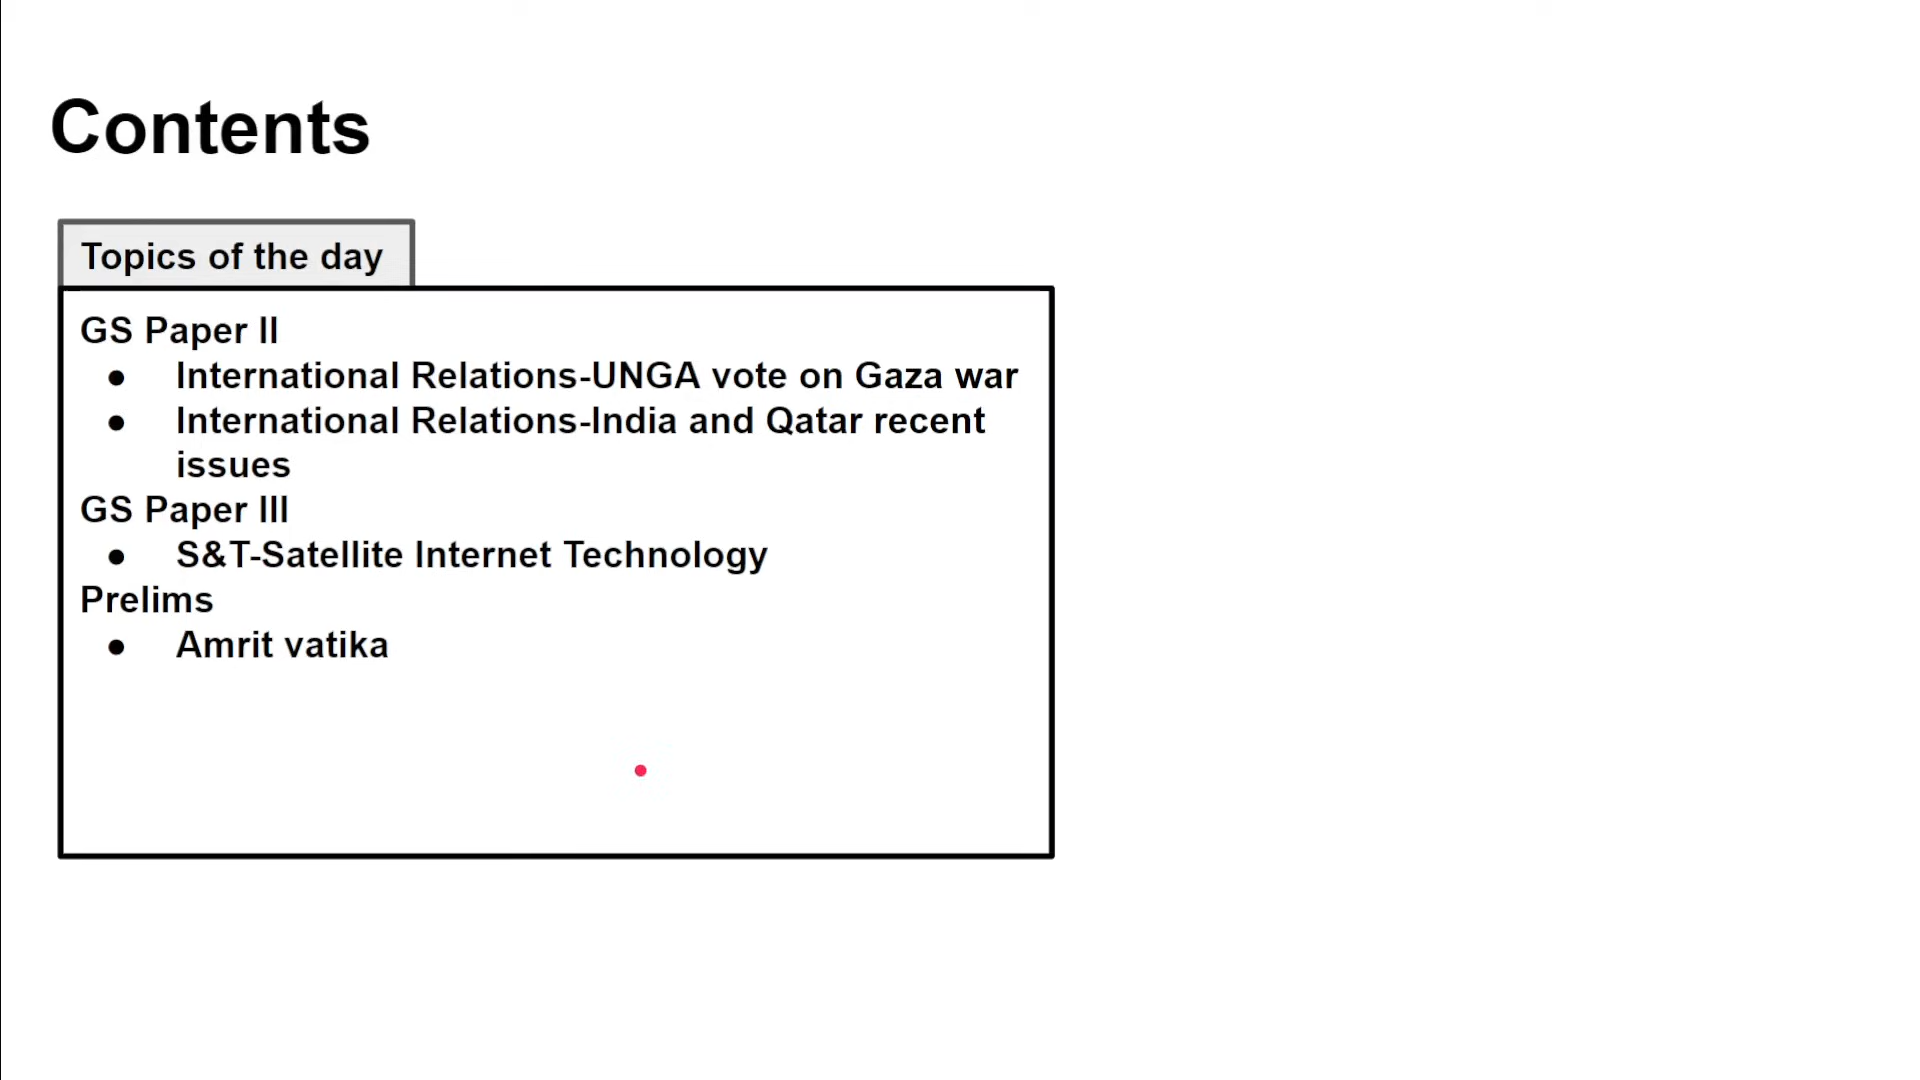 Contents
Topics of the day
GS Paper II
● International Relations-UNGA vote on Gaza war
● International Relations-India and Qatar recent
issues
GS Paper III
● S&T-Satellite Internet Technology
Prelims
● Amrit vatika